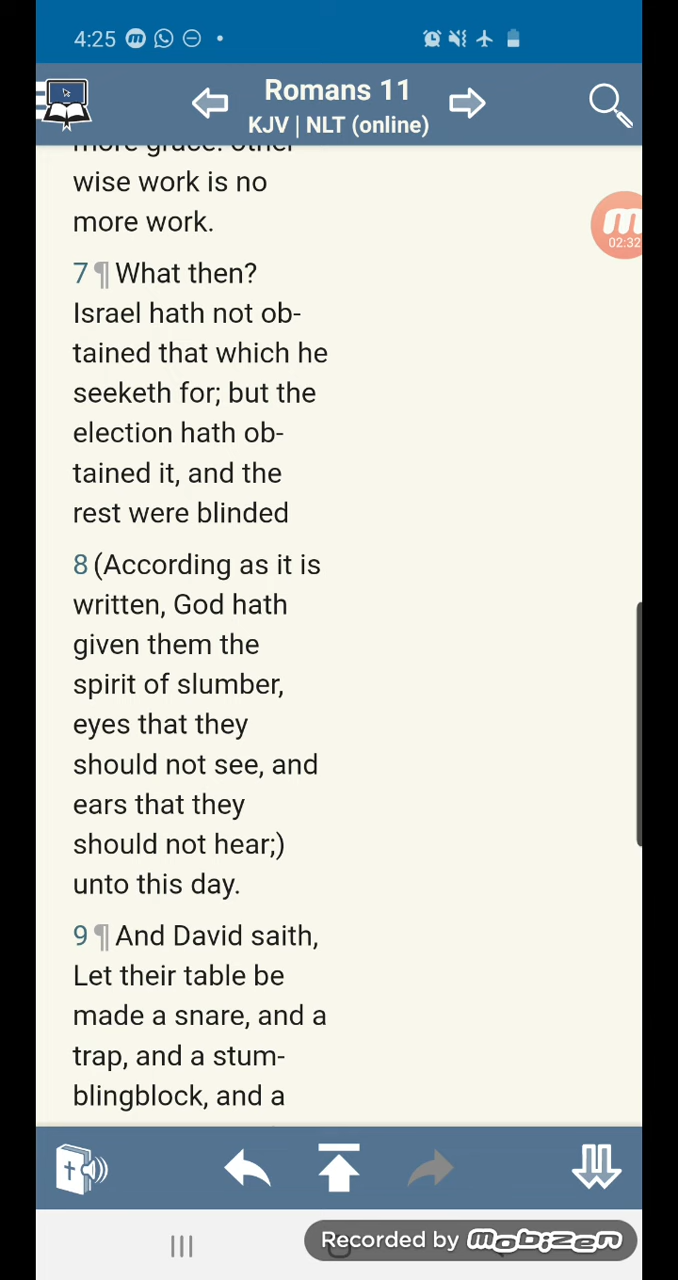 4:25
Romans 11
KJV | NLT (online)
more grace: other
wise work is no
more work.
02:32
7 ¶ What then?
Israel hath not ob-
tained that which he
seeketh for; but the
election hath ob-
tained it, and the
rest were blinded
8 (According as it is
written, God hath
given them the
spirit of slumber,
eyes that they
should not see, and
ears that they
should not hear;)
unto this day.
9 ¶ And David saith,
Let their table be
made a snare, and a
trap, and a stum-
blingblock, and a
Recorded by mobizen